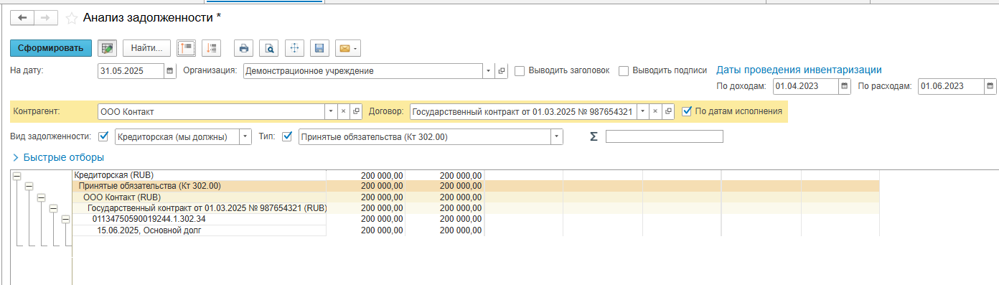 Анализ задолженности *
Сформировать Найти...
На дату: 31.05.2025 Организация: Демонстрационное учреждение Выводить заголовок Выводить подписи Даты проведения инвентаризации
По доходам: 01.04.2023 По расходам: 01.06.2023
Контрагент: ООО Контакт Договор: Государственный контракт от 01.03.2025 № 987654321 По датам исполнения
Вид задолженности: Кредиторская (мы должны) Тип: Принятые обязательства (Кт 302.00) Σ
Быстрые отборы
Кредиторская (RUB) 200 000,00 200 000,00
Принятые обязательства (Кт 302.00) 200 000,00 200 000,00
ООО Контакт (RUB) 200 000,00 200 000,00
Государственный контракт от 01.03.2025 № 987654321 (RUB) 200 000,00 200 000,00
01134750590019244.1.302.34 200 000,00 200 000,00
15.06.2025, Основной долг 200 000,00 200 000,00